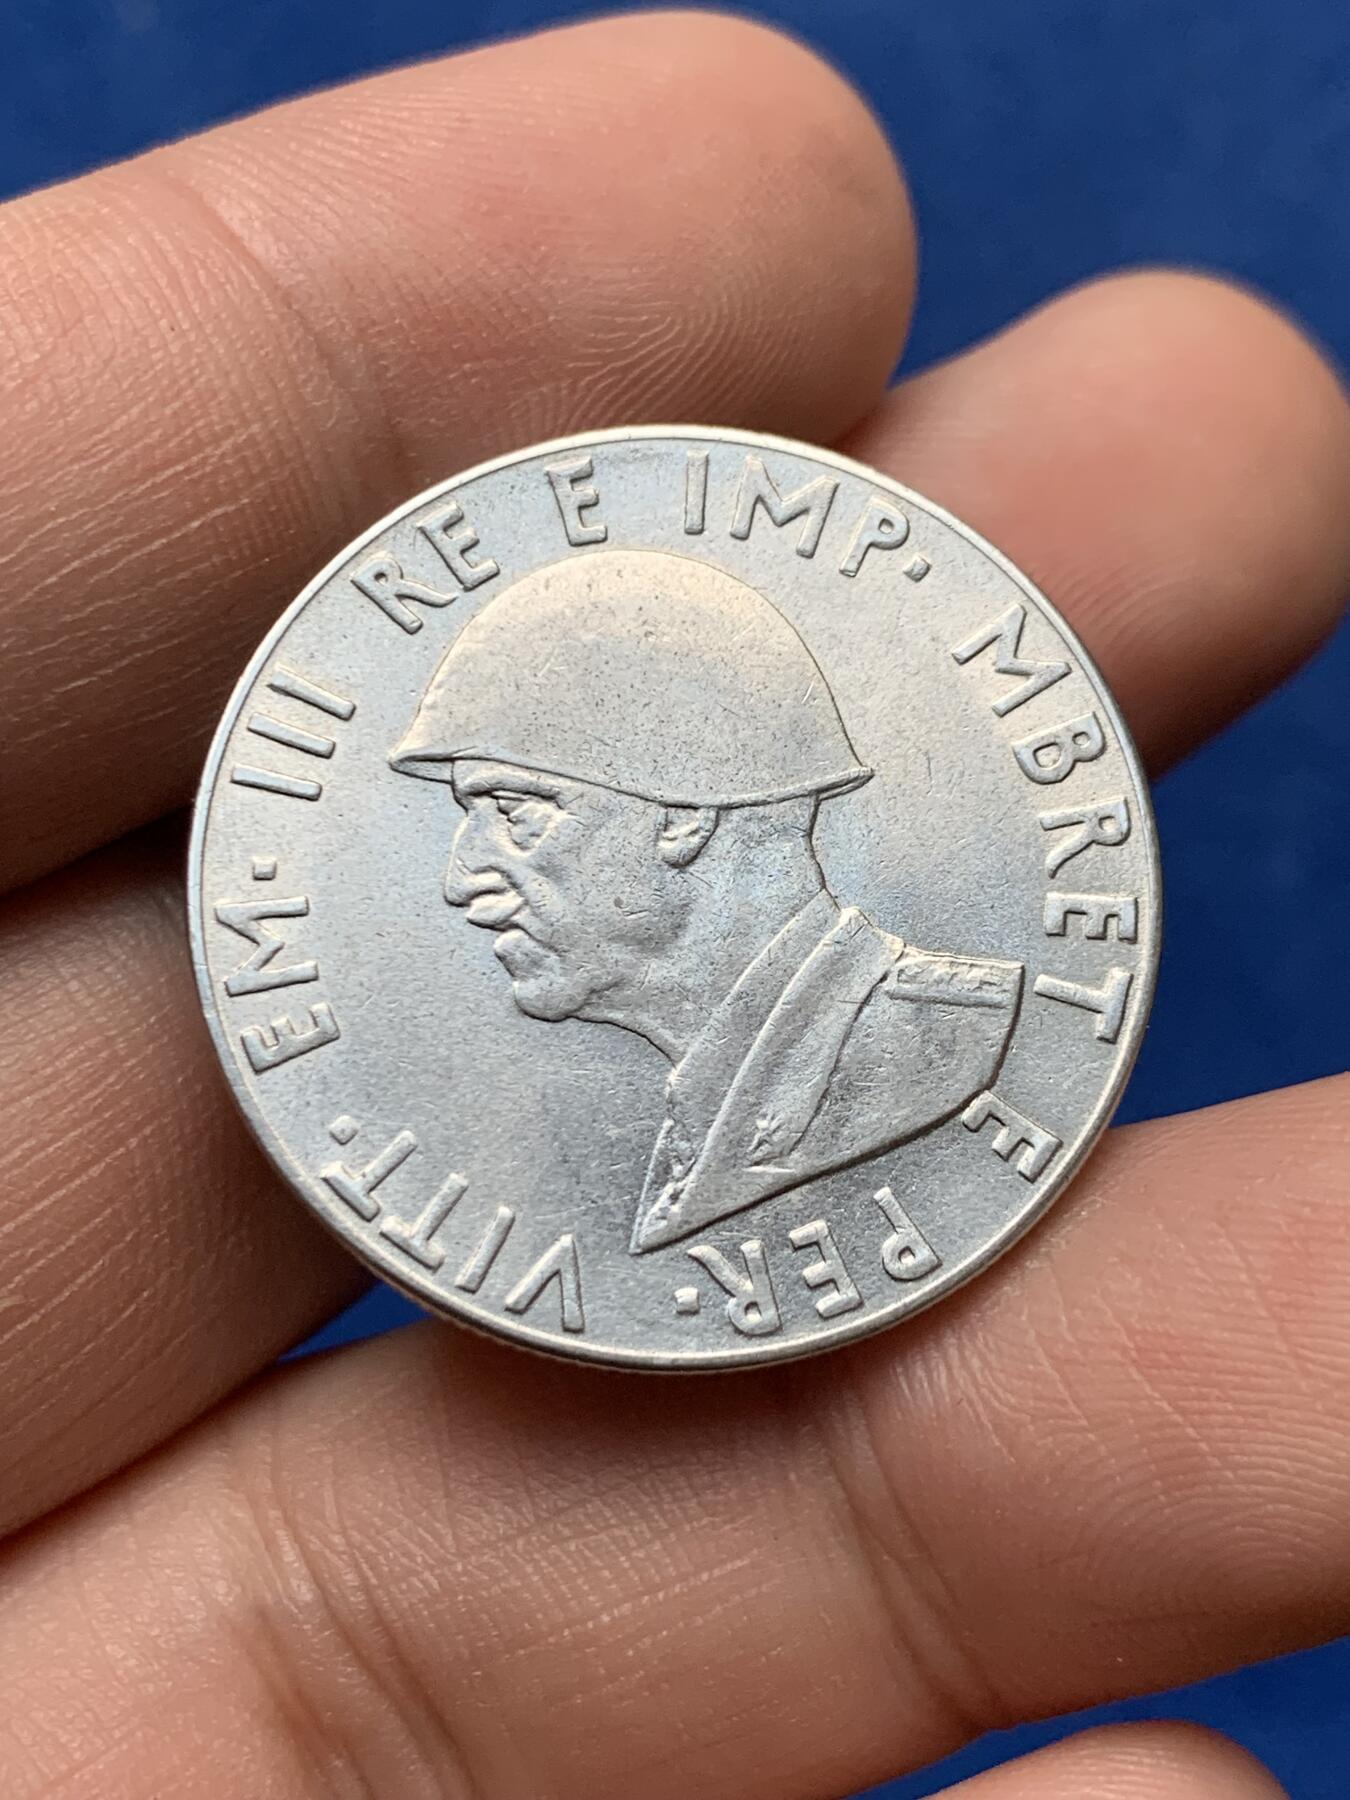 VITT. EM. III RE E IMP. MBRET E PER.